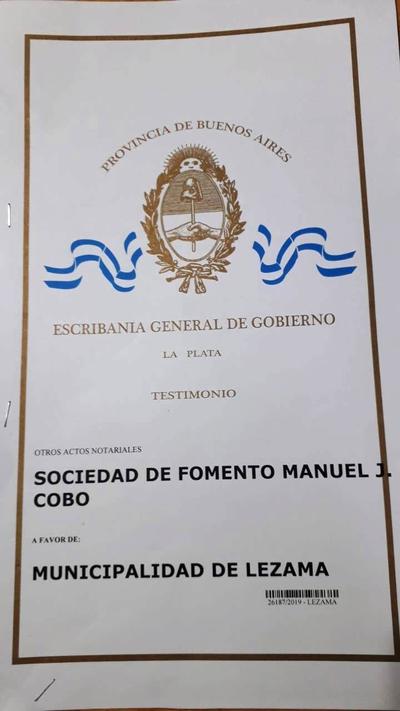 PROVINCIA DE BUENOS AIRES
ESCRIBANIA GENERAL DE GOBIERNO
LA PLATA
TESTIMONIO
OTROS ACTOS NOTARIALES
SOCIEDAD DE FOMENTO MANUEL J.
COBO
A FAVOR DE:
MUNICIPALIDAD DE LEZAMA
26187/2019 - LEZAMA